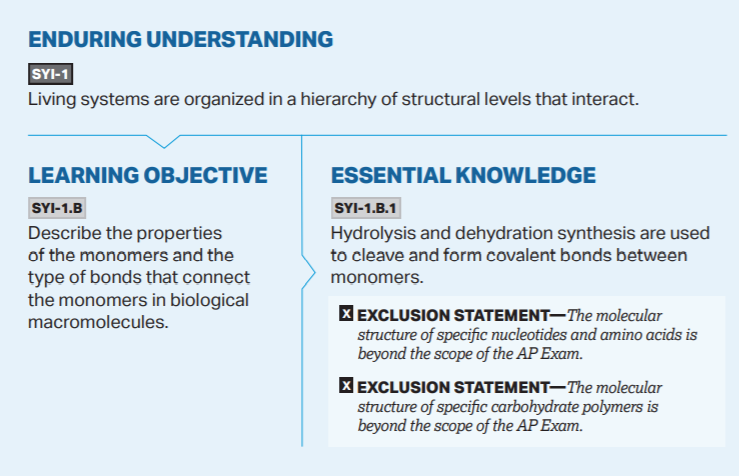 ENDURING UNDERSTANDING
SYI-1
Living systems are organized in a hierarchy of structural levels that interact.
LEARNING OBJECTIVE
SYI-1.B
Describe the properties
of the monomers and the
type of bonds that connect
the monomers in biological
macromolecules.
ESSENTIAL KNOWLEDGE
SYI-1.B.1
Hydrolysis and dehydration synthesis are used
to cleave and form covalent bonds between
monomers.
X EXCLUSION STATEMENT—The molecular
structure of specific nucleotides and amino acids is
beyond the scope of the AP Exam.
X EXCLUSION STATEMENT—The molecular
structure of specific carbohydrate polymers is
beyond the scope of the AP Exam.